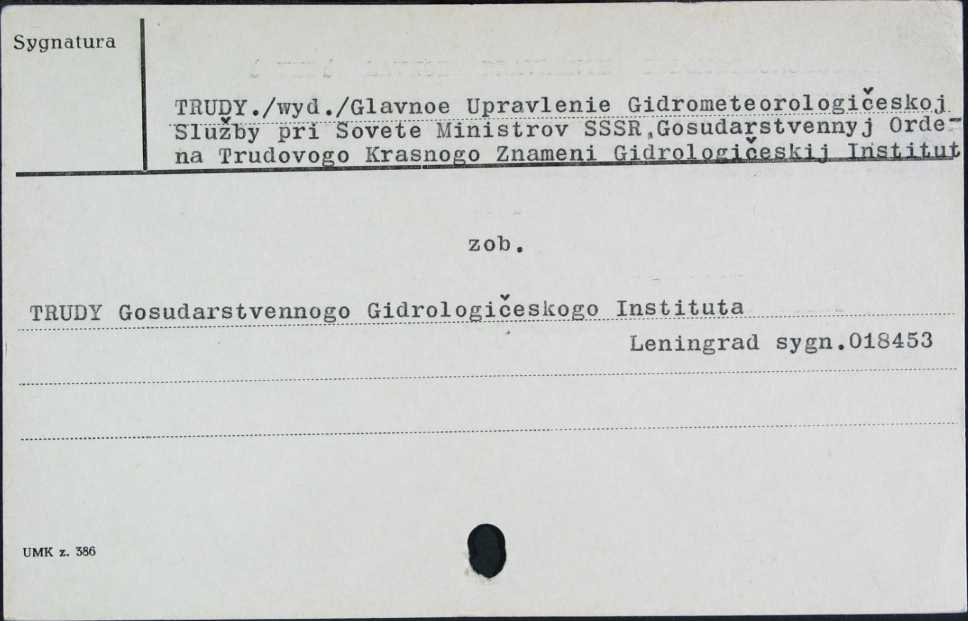 Sygnatura
TRUDY./wyd./Glavnoe Upravlenie Gidrometeorologičeskoj
Služby pri Sovete Ministrov SSSR,Gosudarstvennyj Orde-
na Trudovogo Krasnogo Znameni Gidrologičeskij Institut
zob.
TRUDY Gosudarstvennogo Gidrologičeskogo Instituta
Leningrad sygn.018453
UMK z. 386